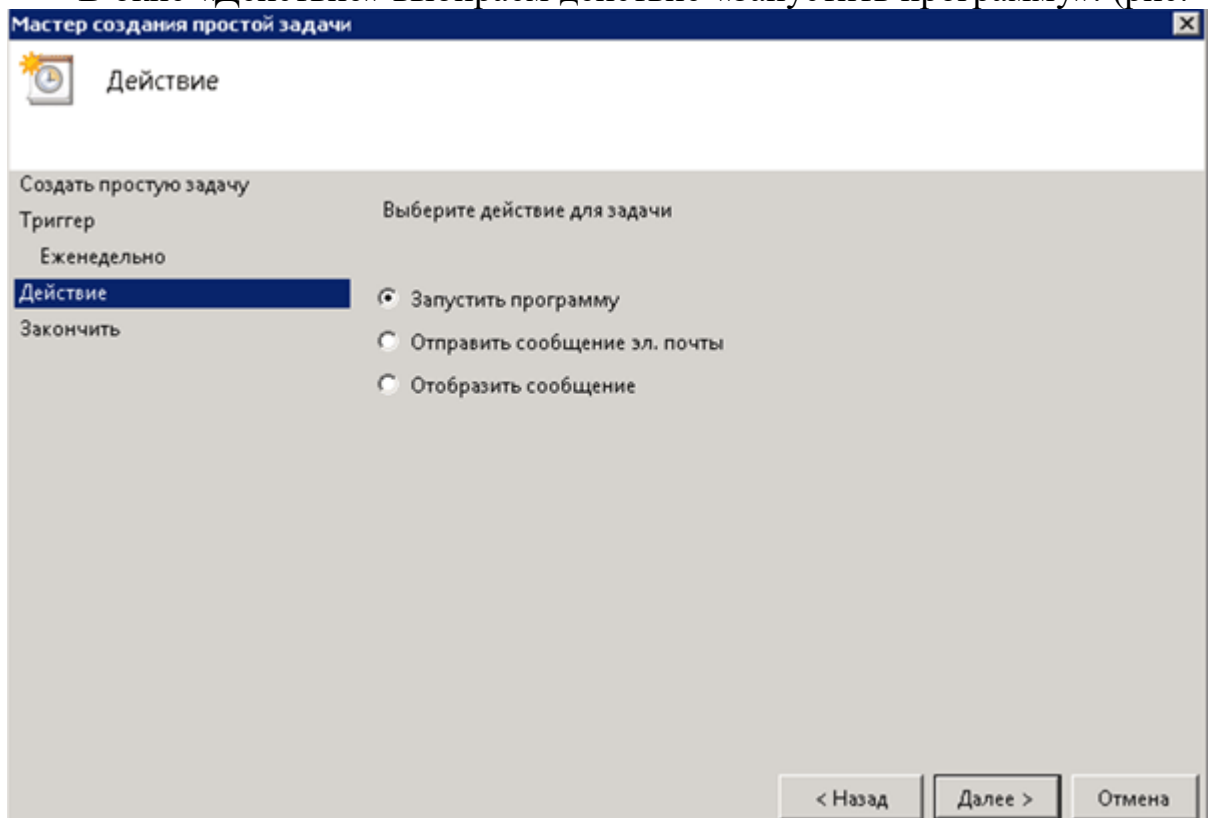 Мастер создания простой задачи
Действие
Создать простую задачу
Триггер
Еженедельно
Действие
Закончить
Выберите действие для задачи
Запустить программу
Отправить сообщение эл. почты
Отобразить сообщение
< Назад
Далее >
Отмена